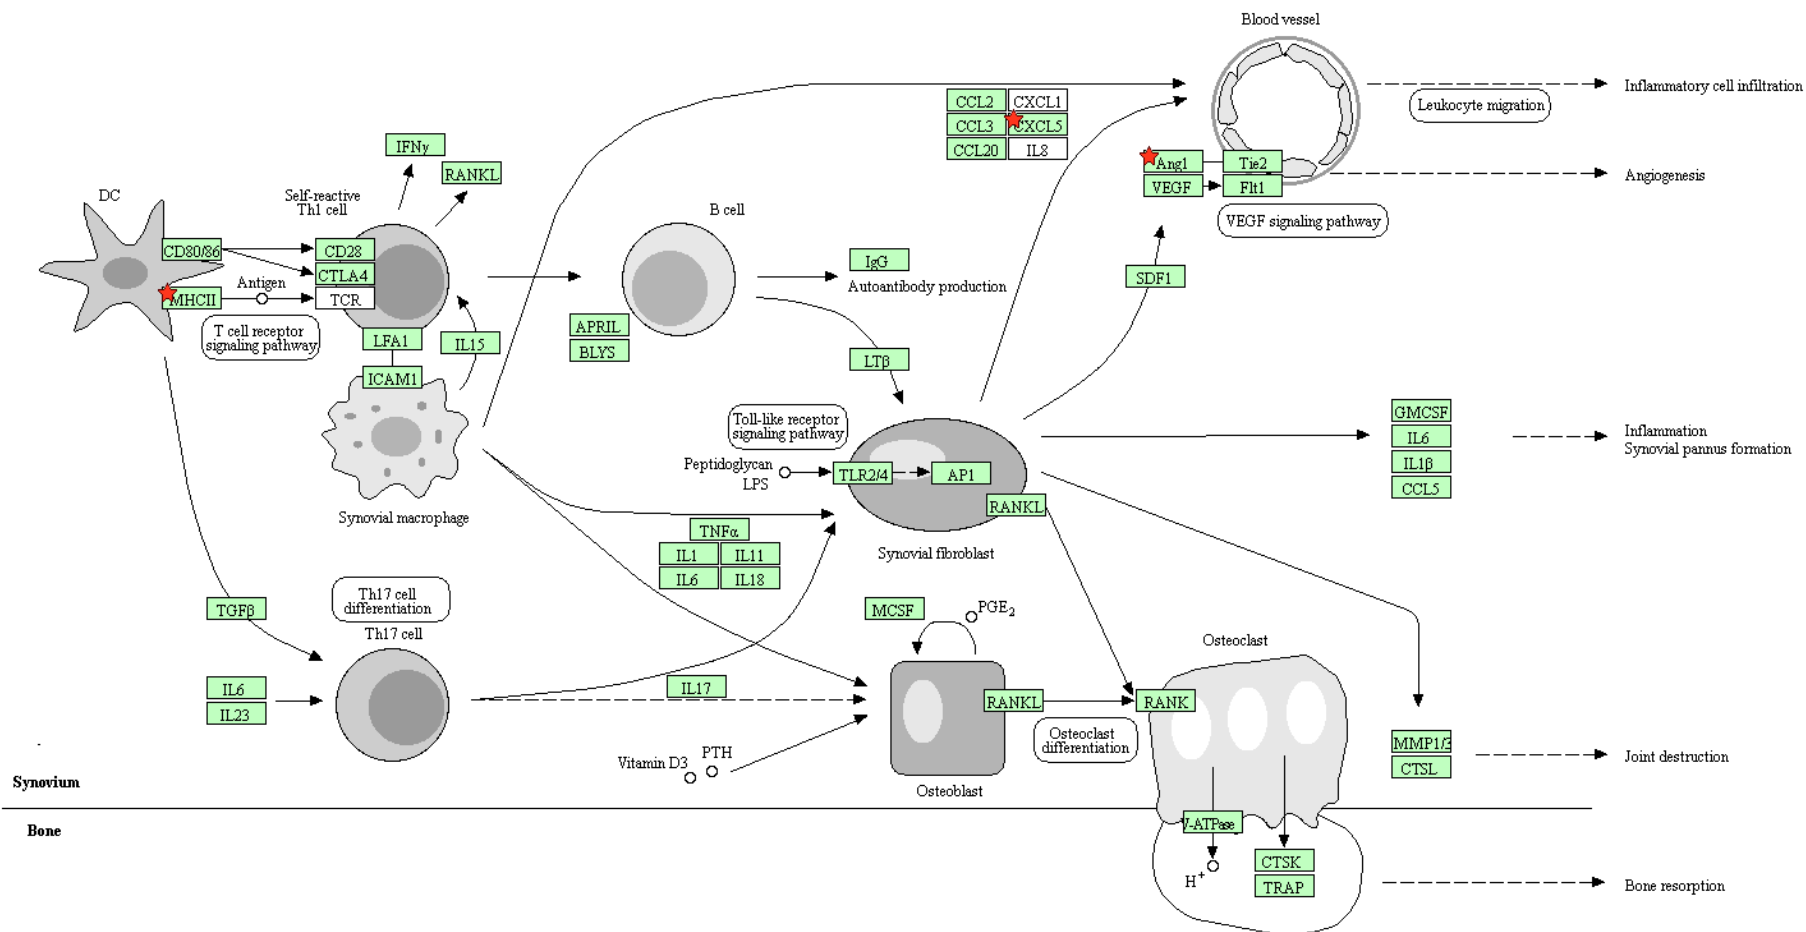 Blood vessel
CCL2 CXCL1
CCL3 CXCL5
CCL20 IL8
Inflammatory cell infiltration
Leukocyte migration
IFNγ
RANKL
Ang1 Tie2
VEGF Flt1
Angiogenesis
VEGF signaling pathway
DC
Self-reactive
Th1 cell
B cell
CD80/86
CD28
CTLA4
MHCII
Antigen
TCR
T cell receptor
signaling pathway
LFA1
IL15
ICAM1
Synovial macrophage
APRIL
BLYS
IgG
Autoantibody production
LTβ
SDF1
Toll-like receptor
signaling pathway
Peptidoglycan
LPS
TLR2/4
AP1
RANKL
Synovial fibroblast
GMCSF
IL6
IL1β
CCL5
Inflammation
Synovial pannus formation
TNFα
IL1 IL11
IL6 IL18
TGFβ
Th17 cell
differentiation
Th17 cell
IL6
IL23
IL17
MCSF
PGE2
Osteoclast
RANKL
RANK
Osteoclast
differentiation
Vitamin D3
PTH
Osteoblast
MMP1/3
CTSL
Joint destruction
Synovium
Bone
V-ATPase
H+
CTSK
TRAP
Bone resorption